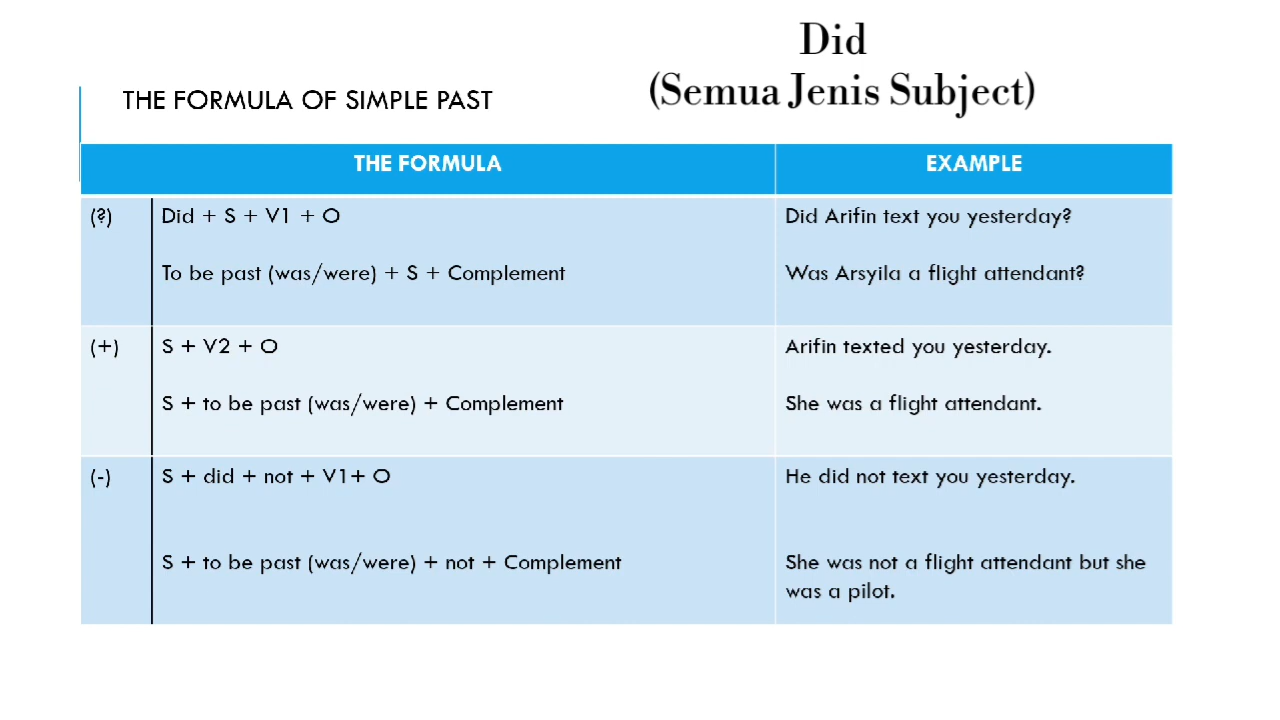 Did
(Semua Jenis Subject)
THE FORMULA OF SIMPLE PAST
THE FORMULA
EXAMPLE
(?)
Did + S + V1 + O
Did Arifin text you yesterday?
To be past (was/were) + S + Complement
Was Arsyila a flight attendant?
(+)
S + V2 + O
Arifin texted you yesterday.
S + to be past (was/were) + Complement
She was a flight attendant.
(-)
S + did + not + V1+ O
He did not text you yesterday.
S + to be past (was/were) + not + Complement
She was not a flight attendant but she
was a pilot.